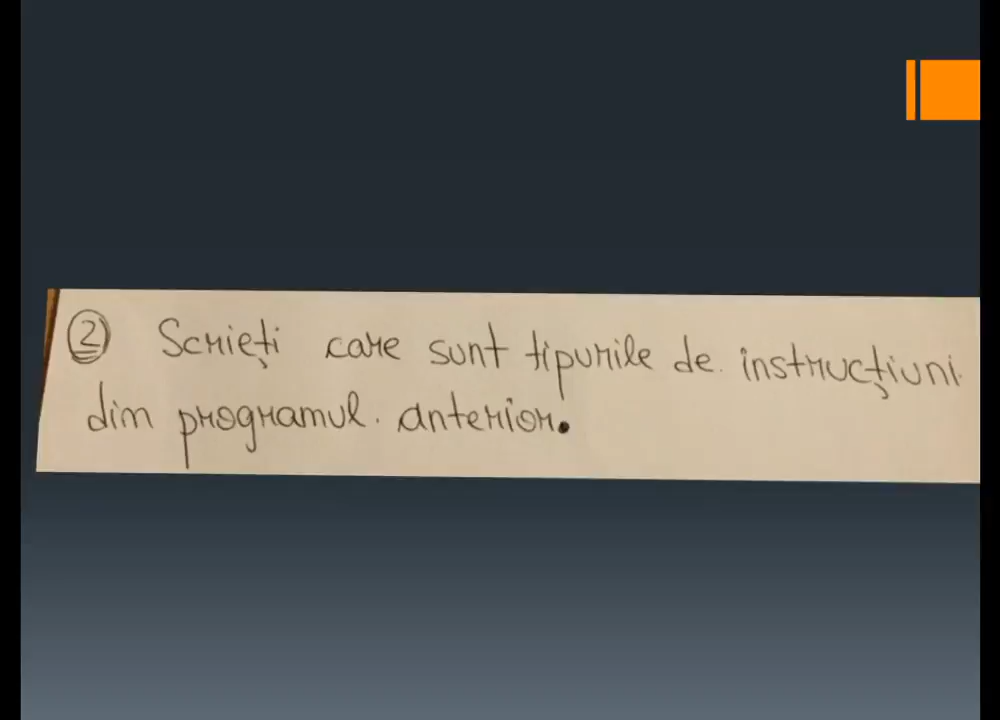 ② Scrieți care sunt tipurile de instrucțiuni
din programul anterior.